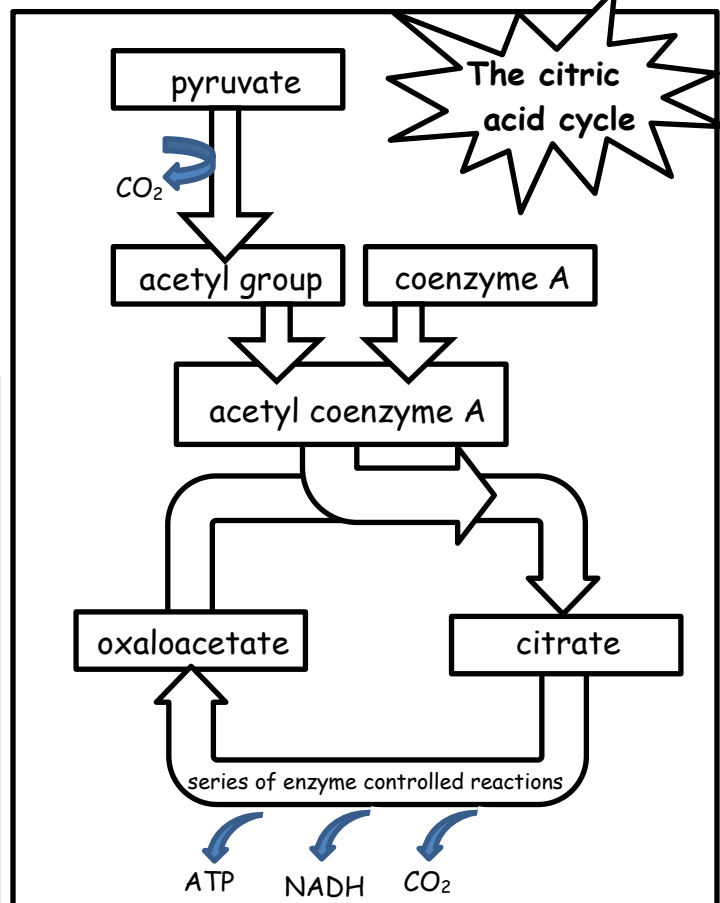 The citric
acid cycle
pyruvate
CO₂
acetyl group
coenzyme A
acetyl coenzyme A
oxaloacetate
citrate
series of enzyme controlled reactions
ATP
NADH
CO₂